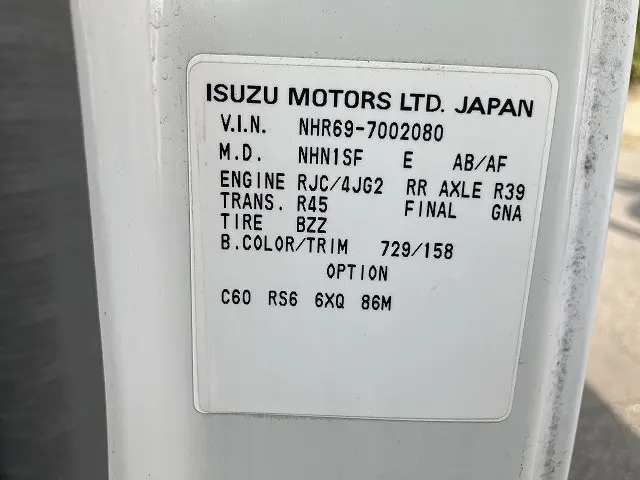 ISUZU MOTORS LTD. JAPAN
V.I.N. NHR69-7002080
M.D. NHN1SF E AB/AF
ENGINE RJC/4JG2 RR AXLE R39
TRANS. R45 FINAL GNA
TIRE BZZ
B.COLOR/TRIM 729/158
OPTION
C60 RS6 6XQ 86M